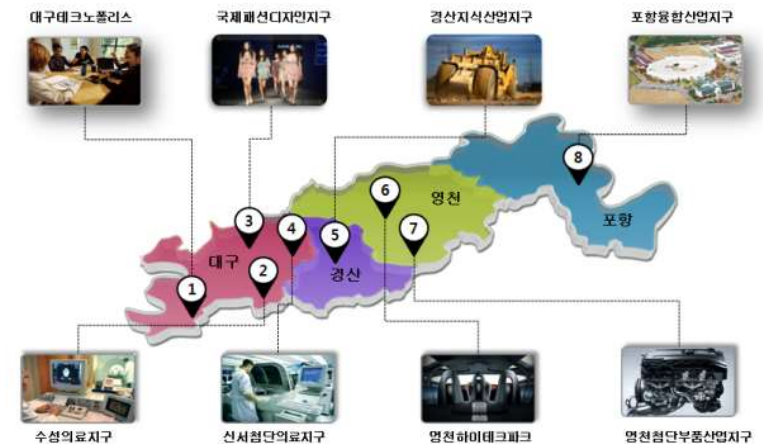 대구테크노폴리스
국제패션디자인지구
경산지식산업지구
포항융합산업지구
8
6
영천
3
4
5
7
포항
대구
경산
2
1
수성의료지구
신서첨단의료지구
영천하이테크파크
영천첨단부품산업지구